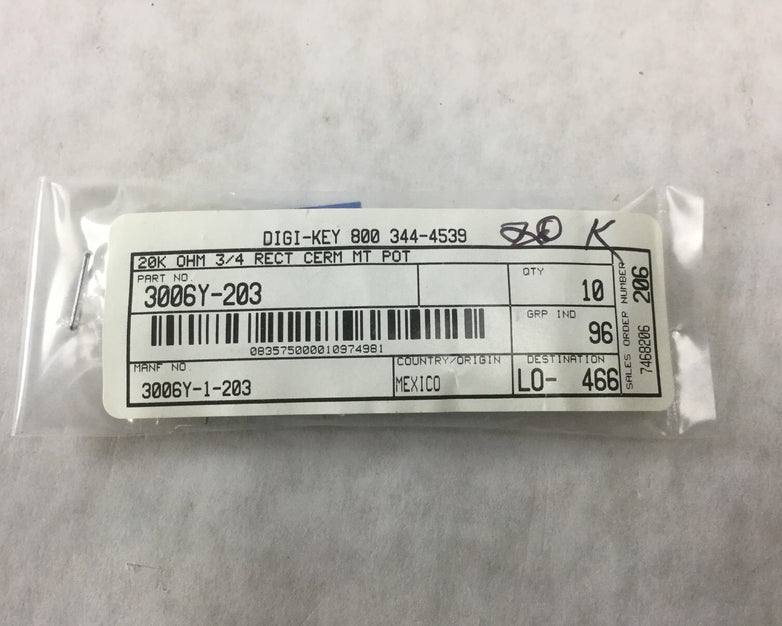 DIGI-KEY 800 344-4539
K
20K OHM 3/4 RECT CERM MT POT
PART NO.
3006Y-203
QTY
10
0835750000010974981
GRP IND
96
MANF NO.
3006Y-1-203
COUNTRY/ORIGIN
MEXICO
DESTINATION
LO- 466
SALES ORDER NUMBER
7468206
206